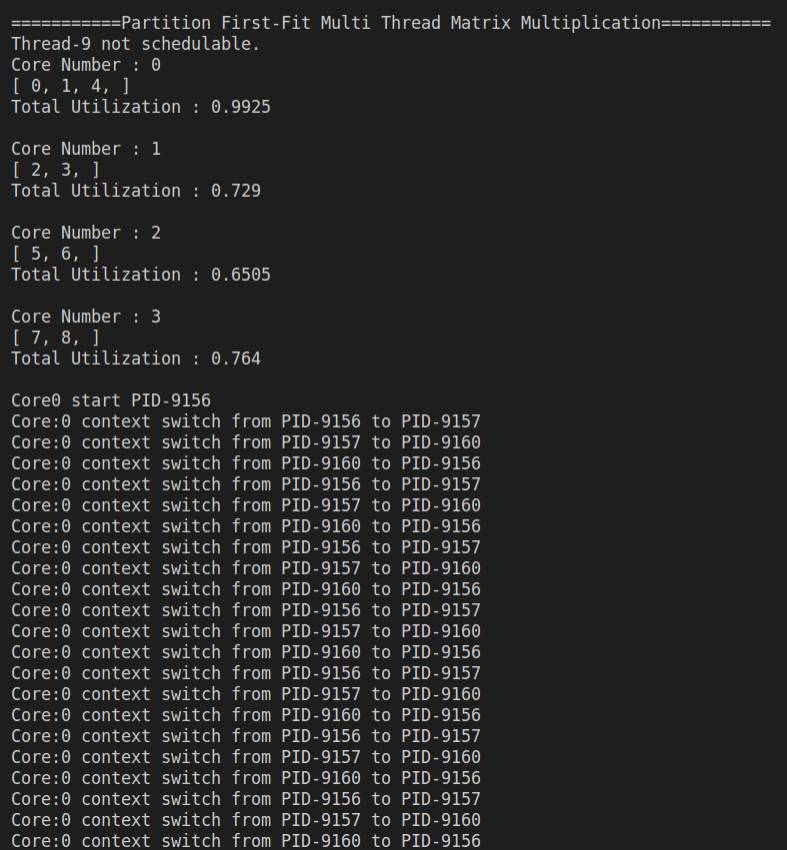 ===========Partition First-Fit Multi Thread Matrix Multiplication===========
Thread-9 not schedulable.
Core Number : 0
[ 0, 1, 4, ]
Total Utilization : 0.9925
Core Number : 1
[ 2, 3, ]
Total Utilization : 0.729
Core Number : 2
[ 5, 6, ]
Total Utilization : 0.6505
Core Number : 3
[ 7, 8, ]
Total Utilization : 0.764
Core0 start PID-9156
Core:0 context switch from PID-9156 to PID-9157
Core:0 context switch from PID-9157 to PID-9160
Core:0 context switch from PID-9160 to PID-9156
Core:0 context switch from PID-9156 to PID-9157
Core:0 context switch from PID-9157 to PID-9160
Core:0 context switch from PID-9160 to PID-9156
Core:0 context switch from PID-9156 to PID-9157
Core:0 context switch from PID-9157 to PID-9160
Core:0 context switch from PID-9160 to PID-9156
Core:0 context switch from PID-9156 to PID-9157
Core:0 context switch from PID-9157 to PID-9160
Core:0 context switch from PID-9160 to PID-9156
Core:0 context switch from PID-9156 to PID-9157
Core:0 context switch from PID-9157 to PID-9160
Core:0 context switch from PID-9160 to PID-9156
Core:0 context switch from PID-9156 to PID-9157
Core:0 context switch from PID-9157 to PID-9160
Core:0 context switch from PID-9160 to PID-9156
Core:0 context switch from PID-9156 to PID-9157
Core:0 context switch from PID-9157 to PID-9160
Core:0 context switch from PID-9160 to PID-9156